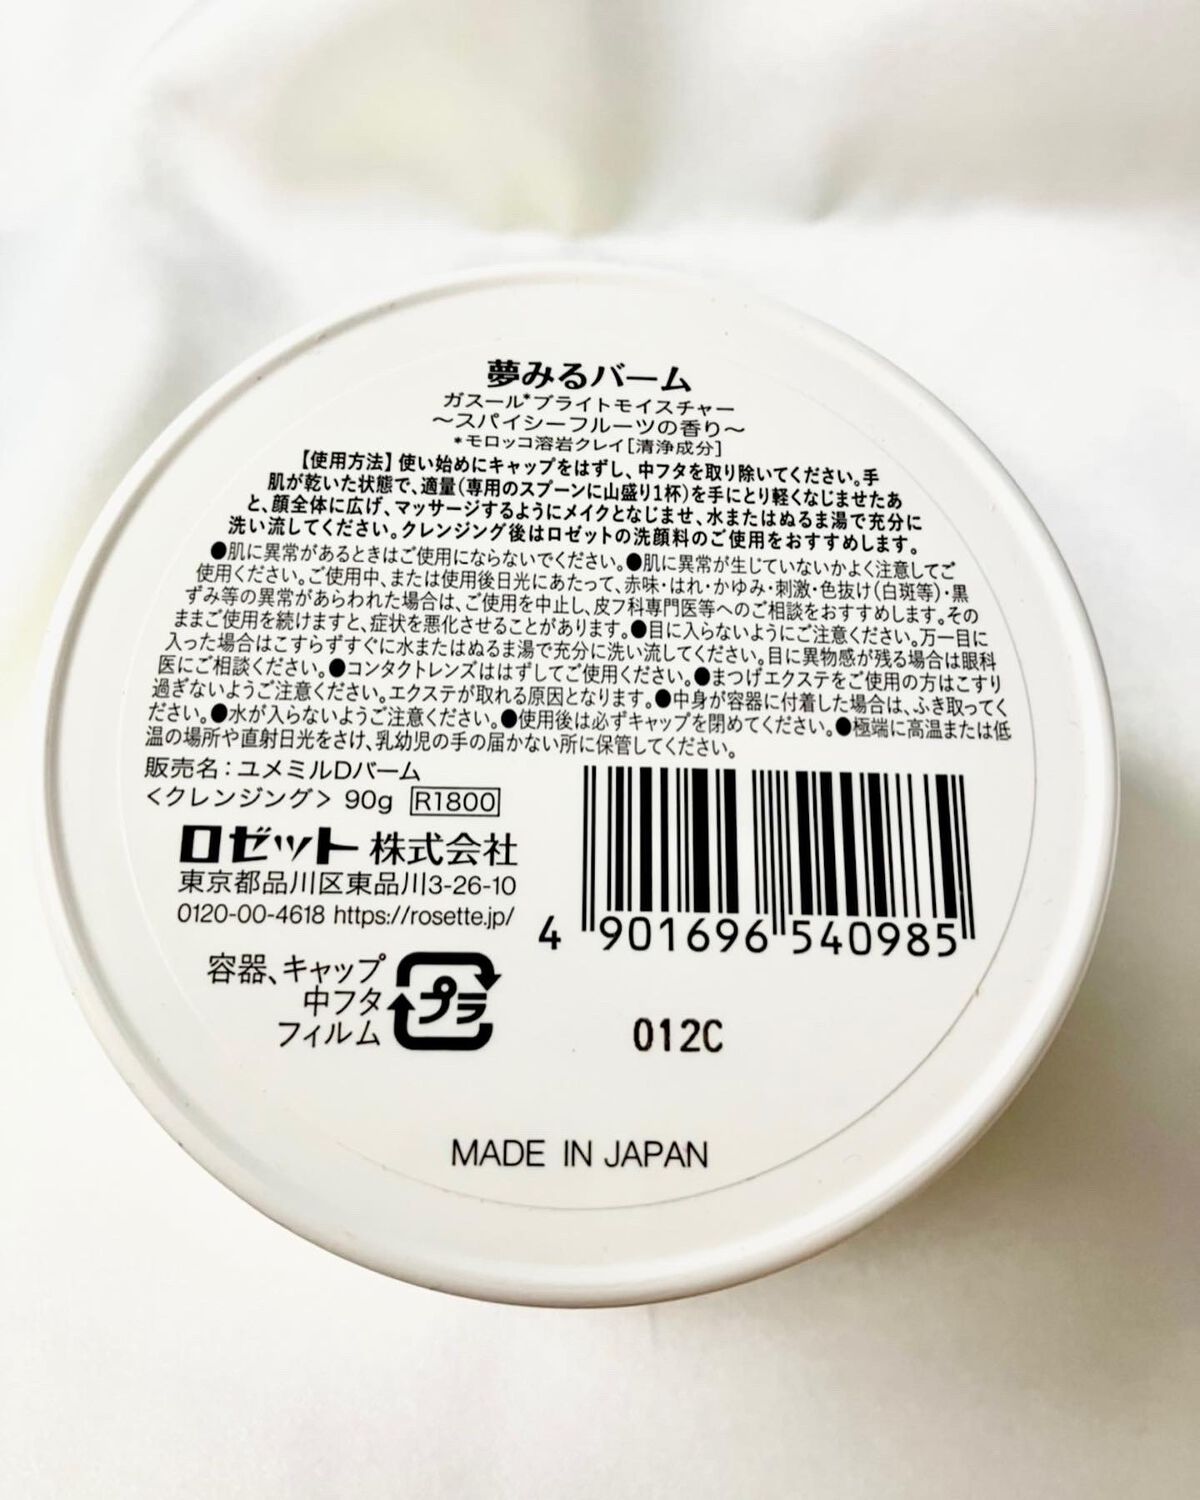 夢みるバーム
ガスール*ブライトモイスチャー
〜スパイシーフルーツの香り〜
*モロッコ溶岩クレイ[清浄成分]
【使用方法】使い始めにキャップをはずし、中フタを取り除いてください。手
肌が乾いた状態で、適量(専用のスプーンに山盛り1杯)を手にとり軽くなじませたあ
と、顔全体に広げ、マッサージするようにメイクとなじませ、水またはぬるま湯で充分に
洗い流してください。クレンジング後はロゼットの洗顔料のご使用をおすすめします。
●肌に異常があるときはご使用にならないでください。●肌に異常が生じていないかよく注意してご
使用ください。ご使用中、または使用後日光にあたって、赤味・はれ・かゆみ・刺激・色抜け(白斑等)・黒
ずみ等の異常があらわれた場合は、ご使用を中止し、皮フ科専門医等へのご相談をおすすめします。その
ままご使用を続けますと、症状を悪化させることがあります。●目に入らないようにご注意ください。万一目に
入った場合はこすらずすぐに水またはぬるま湯で充分に洗い流してください。目に異物感が残る場合は眼科
医にご相談ください。●コンタクトレンズははずしてご使用ください。●まつげエクステをご使用の方はこすり
過ぎないようご注意ください。エクステが取れる原因となります。●中身が容器に付着した場合は、ふき取ってく
ださい。●水が入らないようご注意ください。●使用後は必ずキャップを閉めてください。●極端に高温または低
温の場所や直射日光をさけ、乳幼児の手の届かない所に保管してください。
販売名:ユメミルDバーム
<クレンジング> 90g R1800
ロゼット 株式会社
東京都品川区東品川3-26-10
0120-00-4618 https://rosette.jp/
4 901696 540985
容器、キャップ
中フタ
フィルム
プラ
012C
MADE IN JAPAN